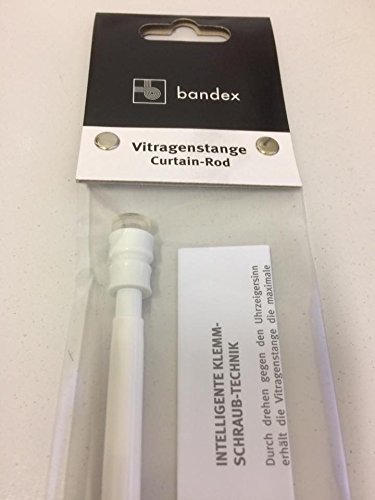 bandex
Vitragenstange
Curtain-Rod
INTELLIGENTE KLEMM-
SCHRAUB-TECHNIK
Durch drehen gegen den Uhrzeigersinn
erhält die Vitragenstange die maximale